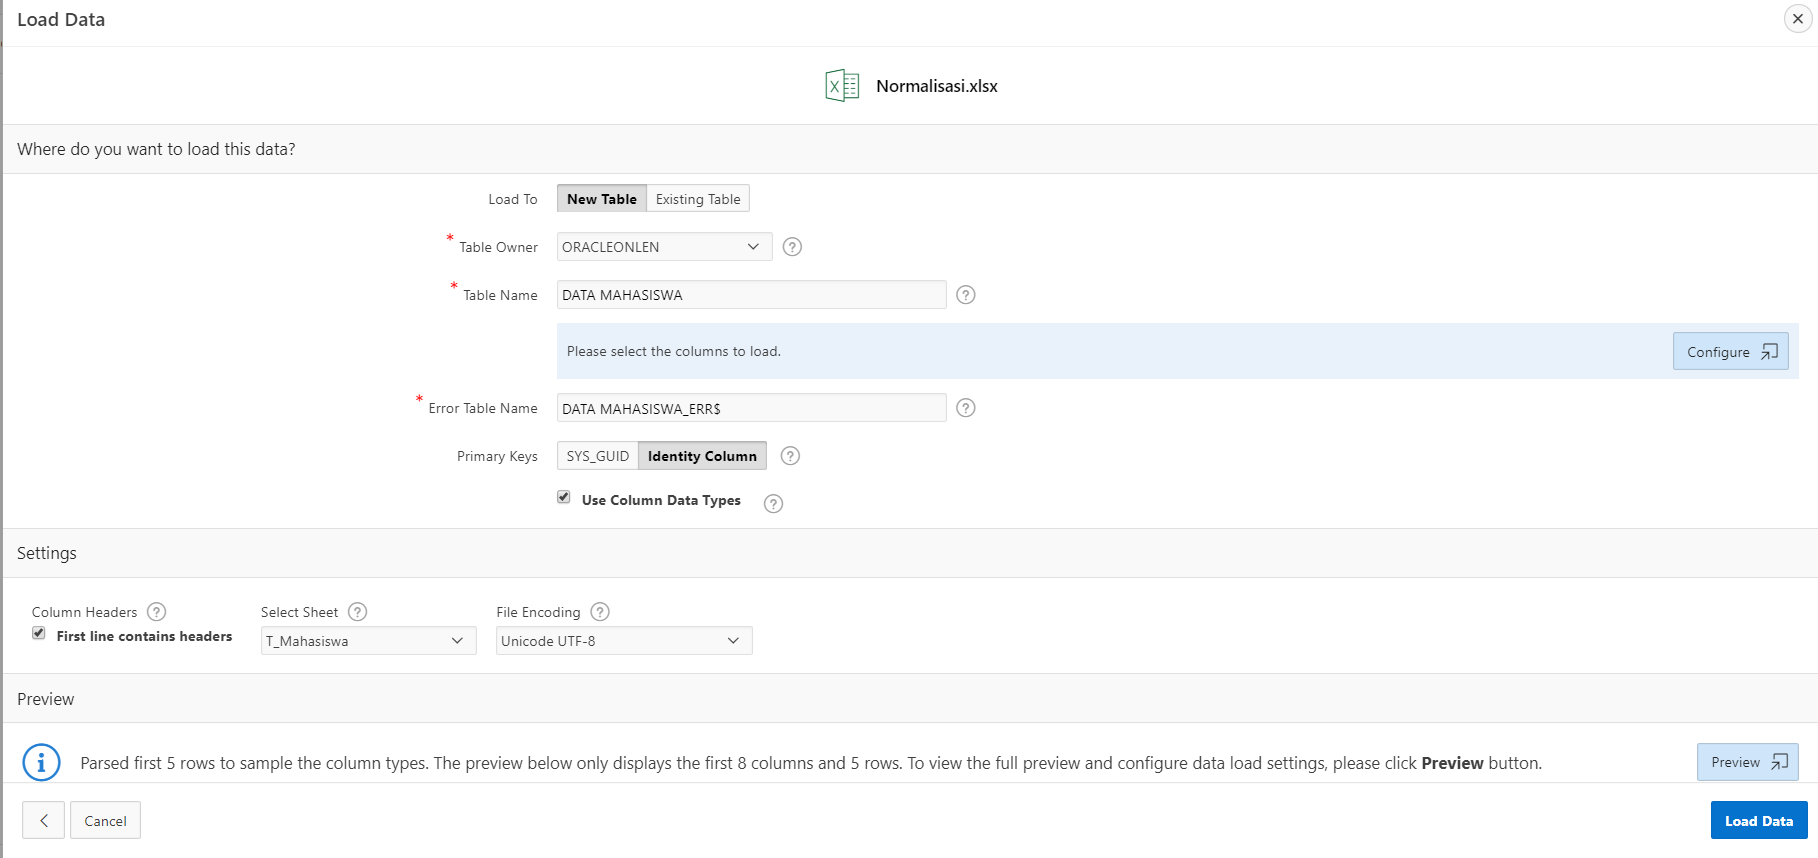 Load Data
Normalisasi.xlsx
Where do you want to load this data?
Load To New Table Existing Table
* Table Owner ORACLEONLEN ?
* Table Name DATA MAHASISWA ?
Please select the columns to load. Configure
* Error Table Name DATA MAHASISWA_ERR$ ?
Primary Keys SYS_GUID Identity Column ?
Use Column Data Types ?
Settings
Column Headers ? Select Sheet ? File Encoding ?
First line contains headers T_Mahasiswa Unicode UTF-8
Preview
Parsed first 5 rows to sample the column types. The preview below only displays the first 8 columns and 5 rows. To view the full preview and configure data load settings, please click Preview button. Preview
Cancel Load Data